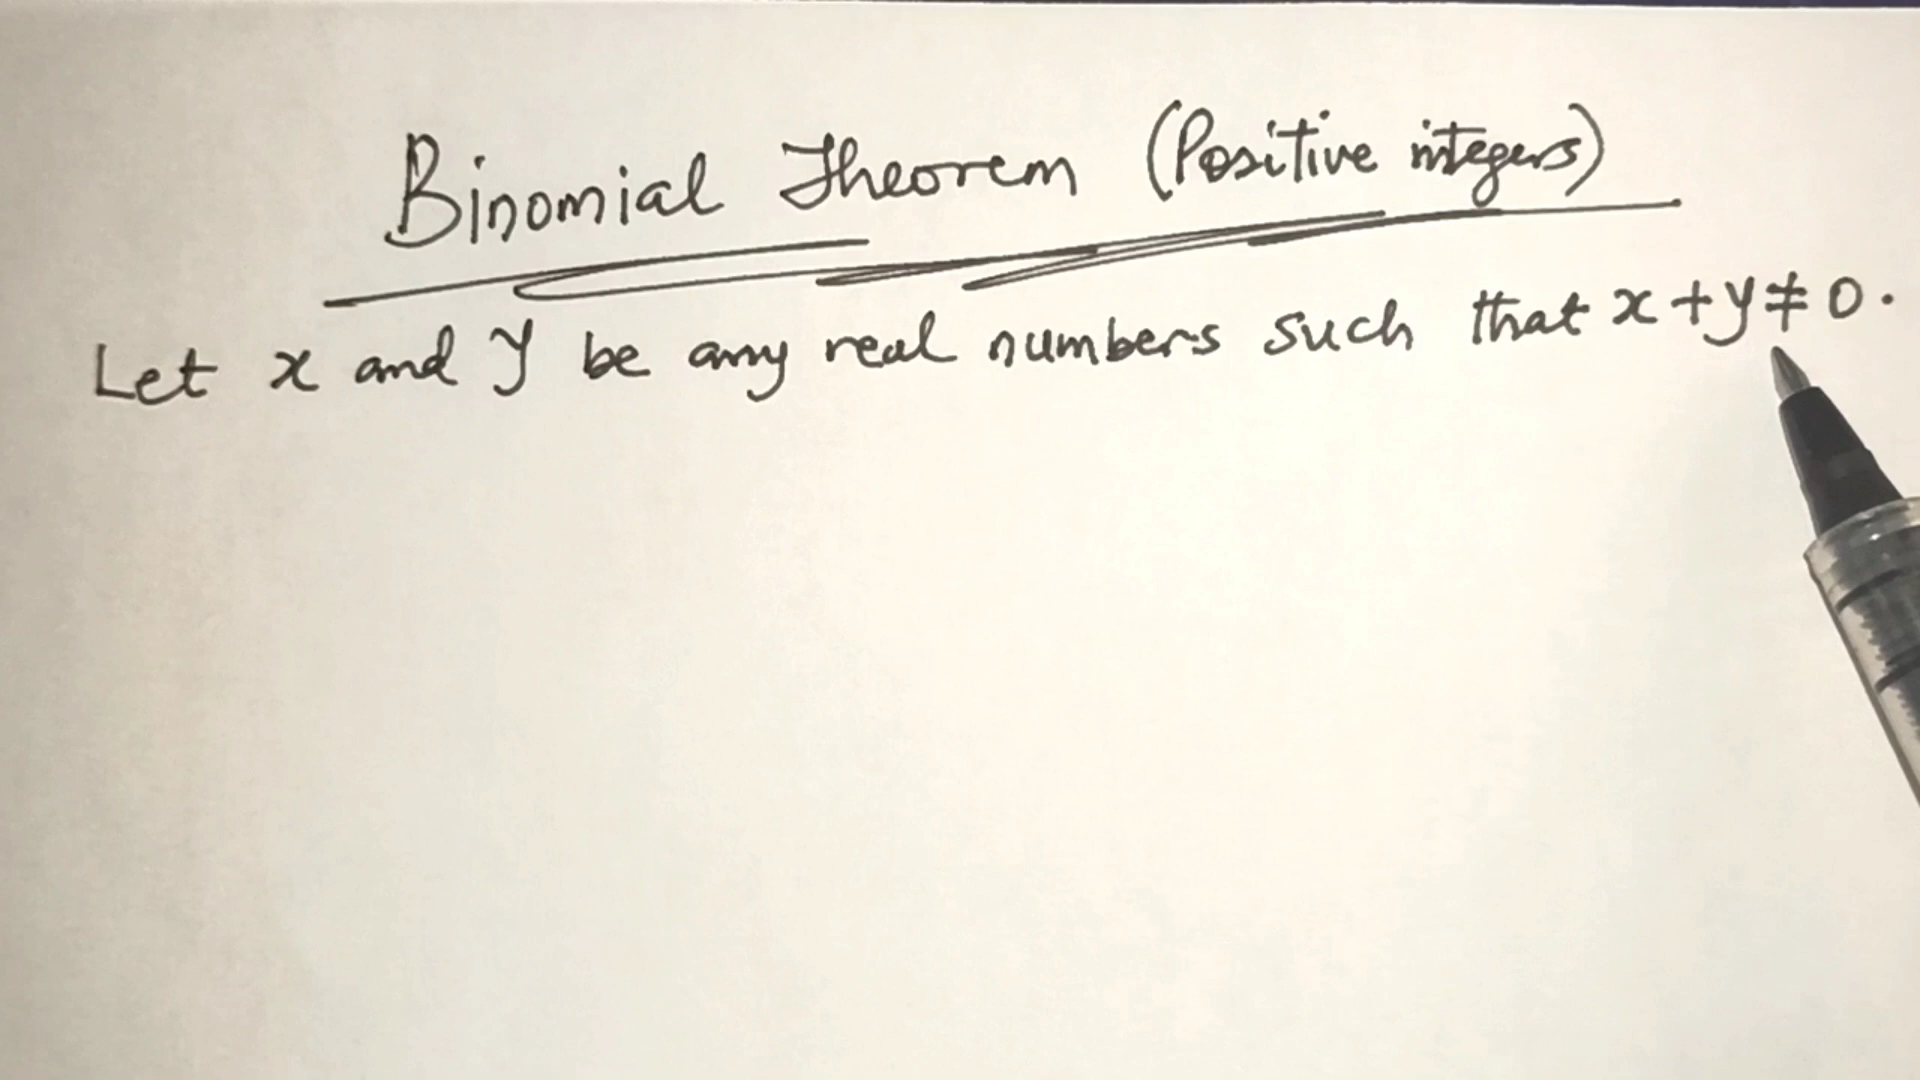 Binomial Theorem (Positive integers)
Let x and y be any real numbers such that x + y ≠ 0.